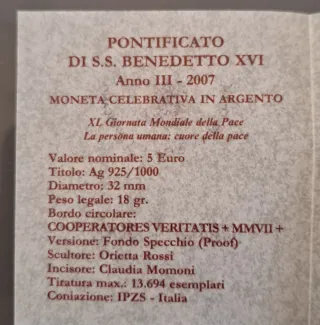 PONTIFICATO
DI S.S. BENEDETTO XVI
Anno III - 2007
MONETA CELEBRATIVA IN ARGENTO
XL Giornata Mondiale della Pace
La persona umana: cuore della pace
Valore nominale: 5 Euro
Titolo: Ag 925/1000
Diametro: 32 mm
Peso legale: 18 gr.
Bordo circolare:
COOPERATORES VERITATIS + MMVII +
Versione: Fondo Specchio (Proof)
Scultore: Orietta Rossi
Incisore: Claudia Momoni
Tiratura max.: 13.694 esemplari
Coniazione: IPZS - Italia